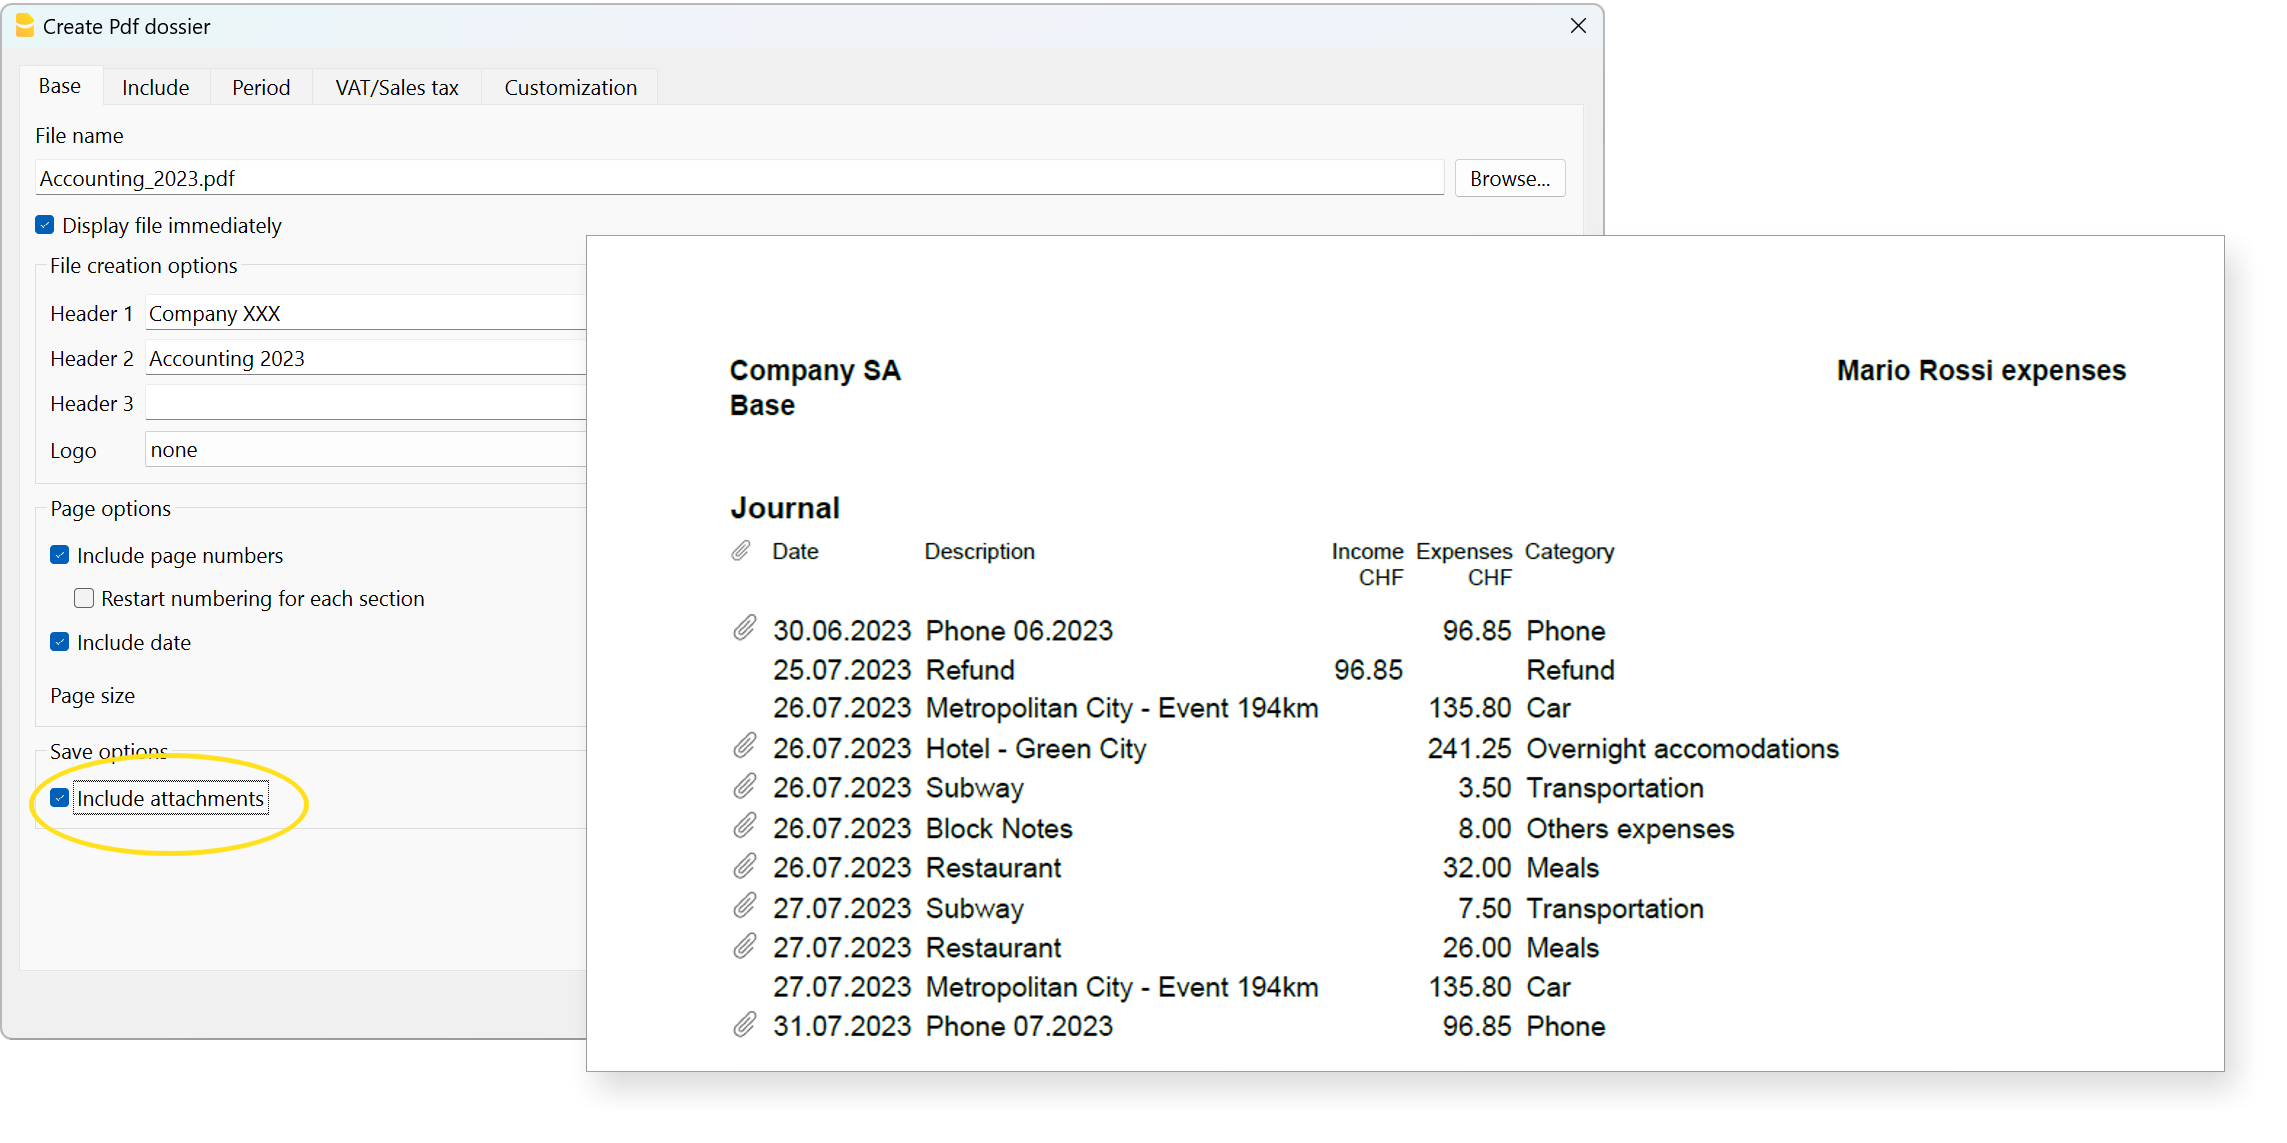 Create Pdf dossier
Base Include Period VAT/Sales tax Customization
File name
Accounting_2023.pdf Browse...
Display file immediately
File creation options
Header 1 Company XXX
Header 2 Accounting 2023
Header 3
Logo none
Page options
Include page numbers
Restart numbering for each section
Include date
Page size
Save options
Include attachments
Company SA Mario Rossi expenses
Base
Journal
Date Description Income Expenses Category
CHF CHF
30.06.2023 Phone 06.2023 96.85 Phone
25.07.2023 Refund 96.85 Refund
26.07.2023 Metropolitan City - Event 194km 135.80 Car
26.07.2023 Hotel - Green City 241.25 Overnight accomodations
26.07.2023 Subway 3.50 Transportation
26.07.2023 Block Notes 8.00 Others expenses
26.07.2023 Restaurant 32.00 Meals
27.07.2023 Subway 7.50 Transportation
27.07.2023 Restaurant 26.00 Meals
27.07.2023 Metropolitan City - Event 194km 135.80 Car
31.07.2023 Phone 07.2023 96.85 Phone